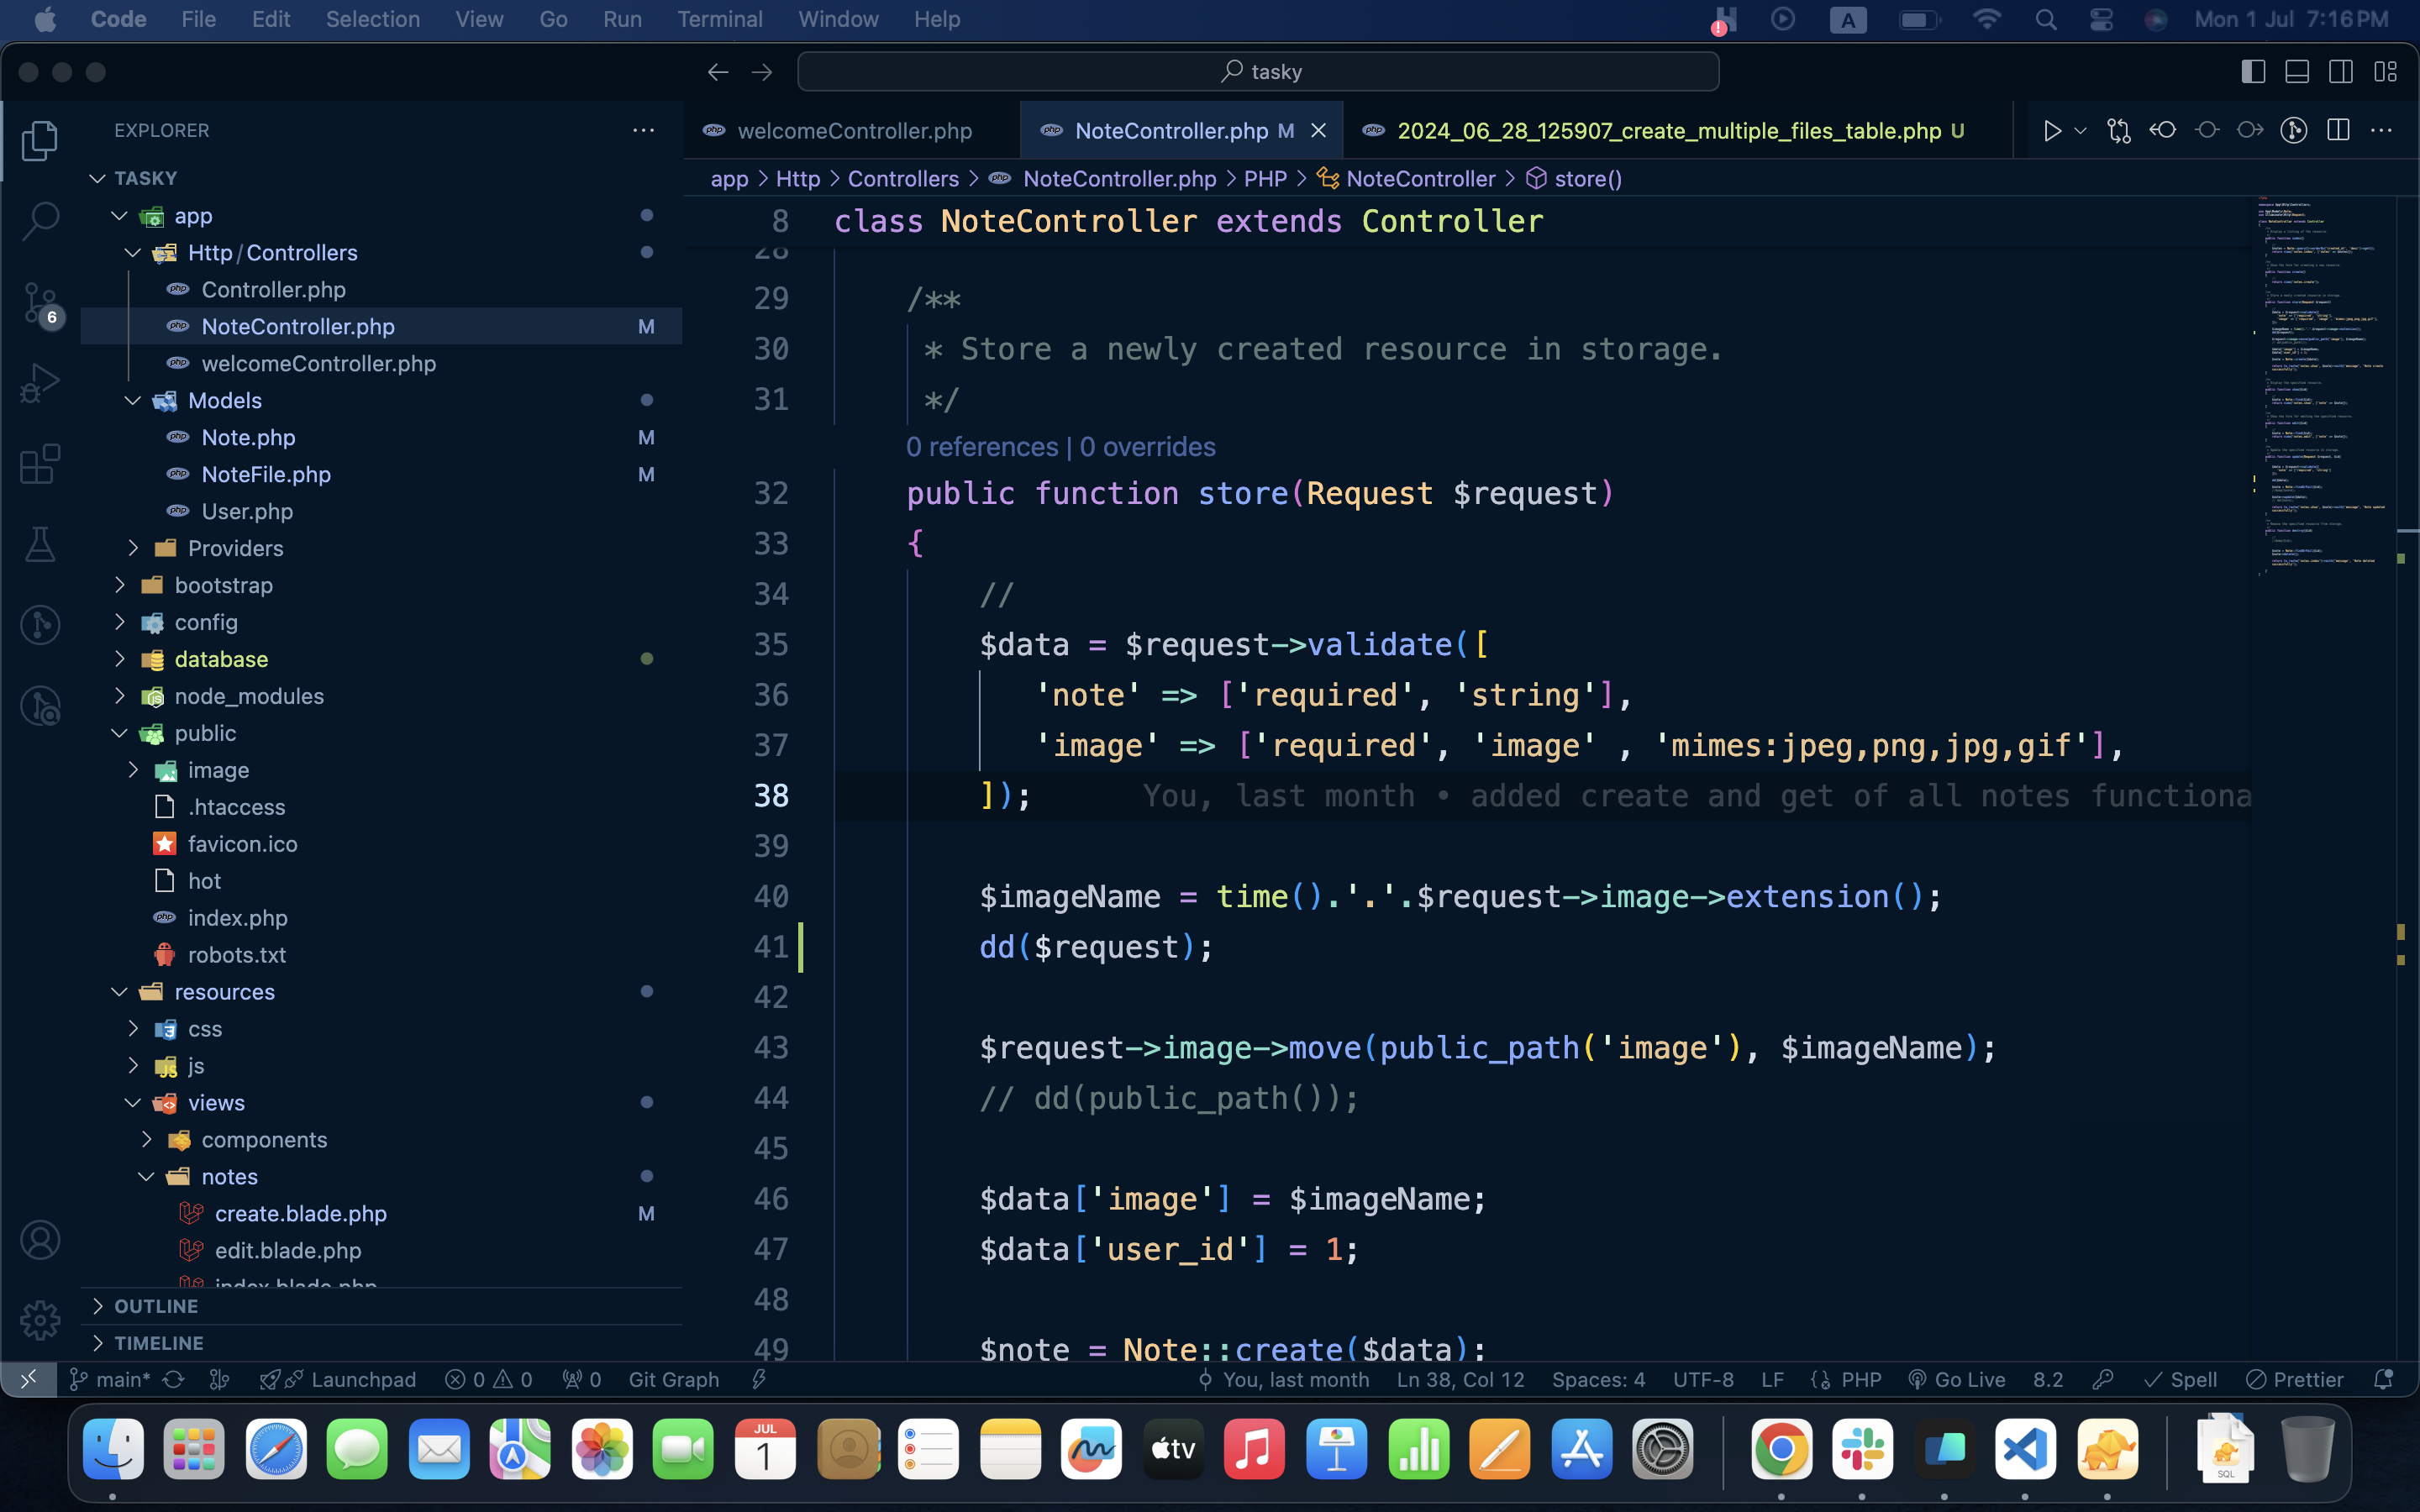 Code File Edit Selection View Go Run Terminal Window Help A Mon 1 Jul 7:16 PM
tasky
EXPLORER
TASKY
app
Http/Controllers
Controller.php
NoteController.php M
welcomeController.php
Models
Note.php M
NoteFile.php M
User.php
Providers
bootstrap
config
database
node_modules
public
image
.htaccess
favicon.ico
hot
index.php
robots.txt
resources
css
js
views
components
notes
create.blade.php M
edit.blade.php
index.blade.php
OUTLINE
TIMELINE
6
welcomeController.php NoteController.php M 2024_06_28_125907_create_multiple_files_table.php U
app > Http > Controllers > NoteController.php > PHP > NoteController > store()
8 class NoteController extends Controller
28
29 /**
30 * Store a newly created resource in storage.
31 */
0 references | 0 overrides
32 public function store(Request $request)
33 {
34 //
35 $data = $request->validate([
36 'note' => ['required', 'string'],
37 'image' => ['required', 'image' , 'mimes:jpeg,png,jpg,gif'],
38 ]); You, last month • added create and get of all notes functiona
39
40 $imageName = time().'.'.$request->image->extension();
41 dd($request);
42
43 $request->image->move(public_path('image'), $imageName);
44 // dd(public_path());
45
46 $data['image'] = $imageName;
47 $data['user_id'] = 1;
48
49 $note = Note::create($data);
main* Launchpad 0 0 0 Git Graph You, last month Ln 38, Col 12 Spaces: 4 UTF-8 LF PHP Go Live 8.2 Spell Prettier
JUL
1
tv
SQL